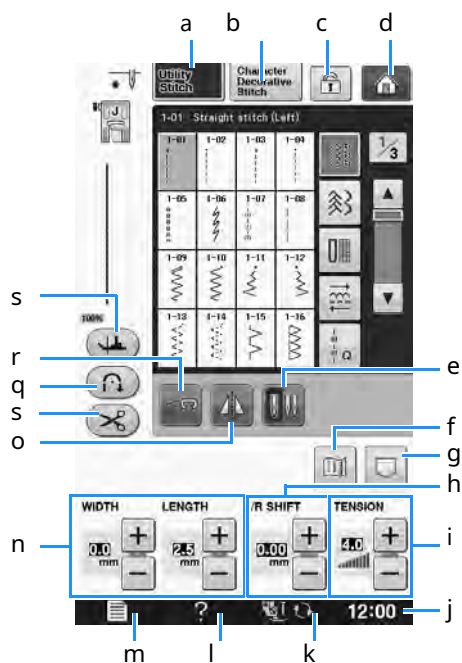 a b c d
Utility
Stitch
Character
Decorative
Stitch
J
1-01 Straight stitch (Left)
1-01 1-02 1-03 1-04
1/3
1-05 1-06 1-07 1-08
1-09 1-10 1-11 1-12
1-13 1-14 1-15 1-16
Q
100%
s
r
q
s
o
e
f
g
h
WIDTH LENGTH /R SHIFT TENSION
n
0.0 2.5 0.00 4.0
mm mm mm
+ + + +
− − − −
i
? 12:00
j
m l k